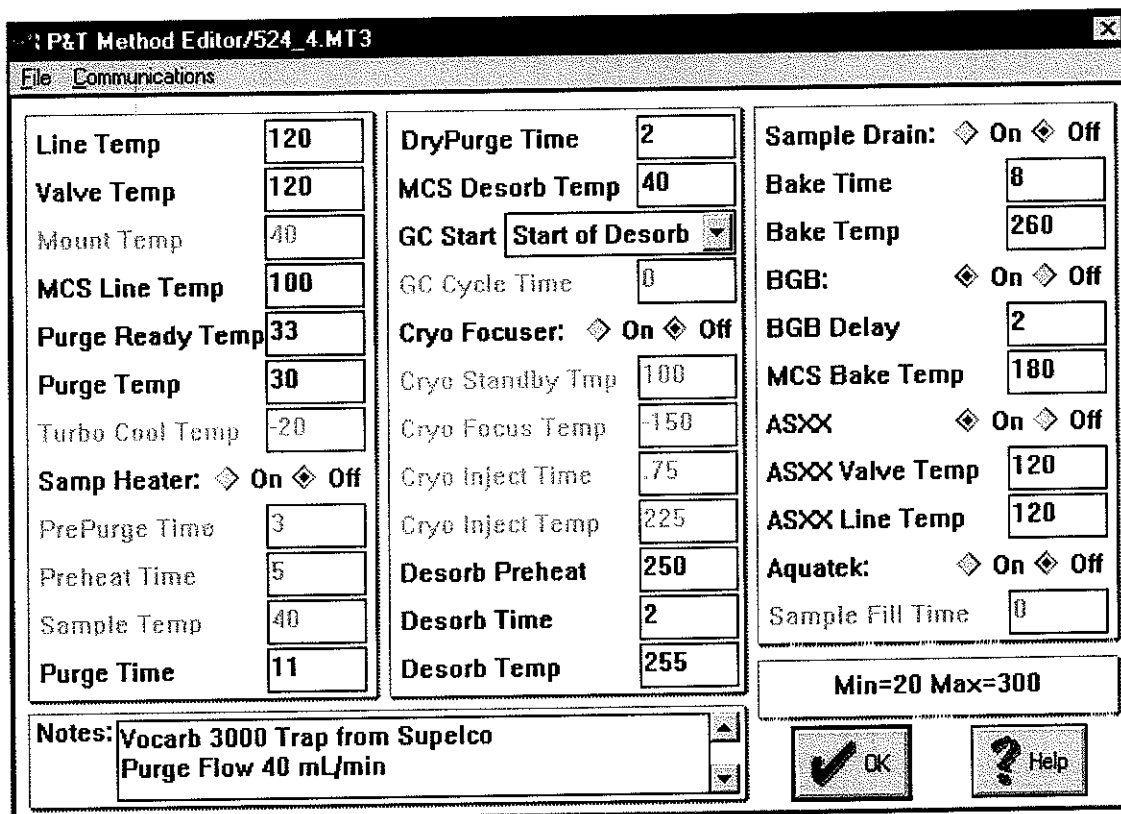 P&T Method Editor/524_4.MT3
File Communications
Line Temp 120
Valve Temp 120
Mount Temp 40
MCS Line Temp 100
Purge Ready Temp 33
Purge Temp 30
Turbo Cool Temp -20
Samp Heater: On Off
PrePurge Time 3
Preheat Time 5
Sample Temp 40
Purge Time 11
DryPurge Time 2
MCS Desorb Temp 40
GC Start Start of Desorb
GC Cycle Time 0
Cryo Focuser: On Off
Cryo Standby Tmp 100
Cryo Focus Temp -150
Cryo Inject Time .75
Cryo Inject Temp 225
Desorb Preheat 250
Desorb Time 2
Desorb Temp 255
Sample Drain: On Off
Bake Time 8
Bake Temp 260
BGB: On Off
BGB Delay 2
MCS Bake Temp 180
ASXX On Off
ASXX Valve Temp 120
ASXX Line Temp 120
Aquatek: On Off
Sample Fill Time 0
Min=20 Max=300
Notes: Vocarb 3000 Trap from Supelco
Purge Flow 40 mL/min
OK
Help